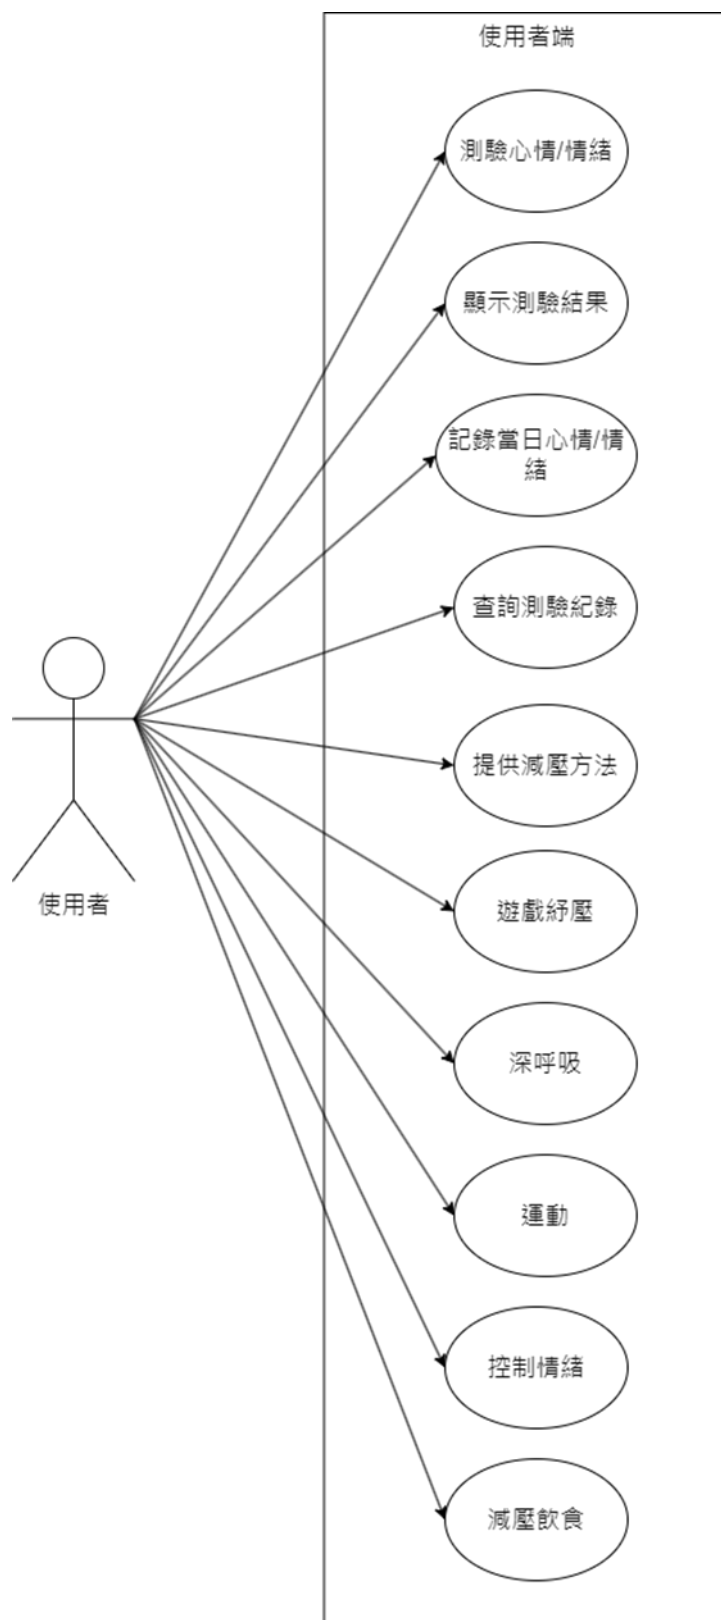 使用者端
測驗心情/情緒
顯示測驗結果
記錄當日心情/情
緒
查詢測驗紀錄
提供減壓方法
使用者
遊戲紓壓
深呼吸
運動
控制情緒
減壓飲食